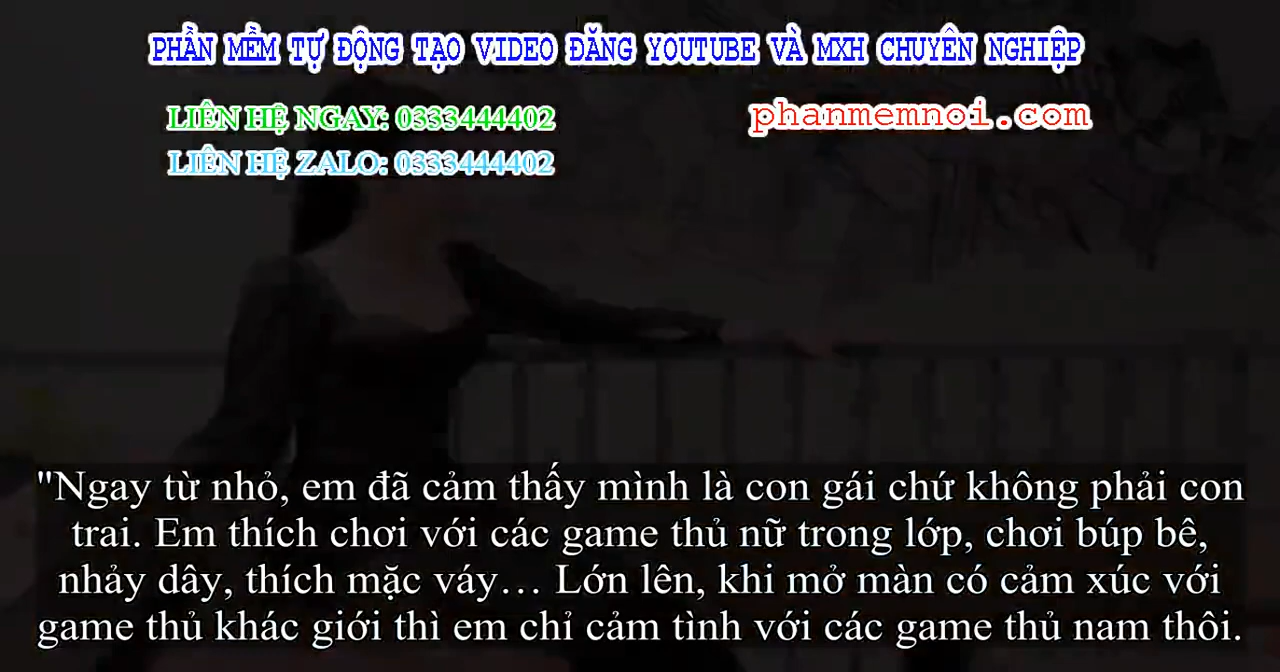 PHẦN MỀM TỰ ĐỘNG TẠO VIDEO ĐĂNG YOUTUBE VÀ MXH CHUYÊN NGHIỆP
LIÊN HỆ NGAY: 0333444402
phanmemnoi.com
LIÊN HỆ ZALO: 0333444402
"Ngay từ nhỏ, em đã cảm thấy mình là con gái chứ không phải con
trai. Em thích chơi với các game thủ nữ trong lớp, chơi búp bê,
nhảy dây, thích mặc váy… Lớn lên, khi mở màn có cảm xúc với
game thủ khác giới thì em chỉ cảm tình với các game thủ nam thôi.